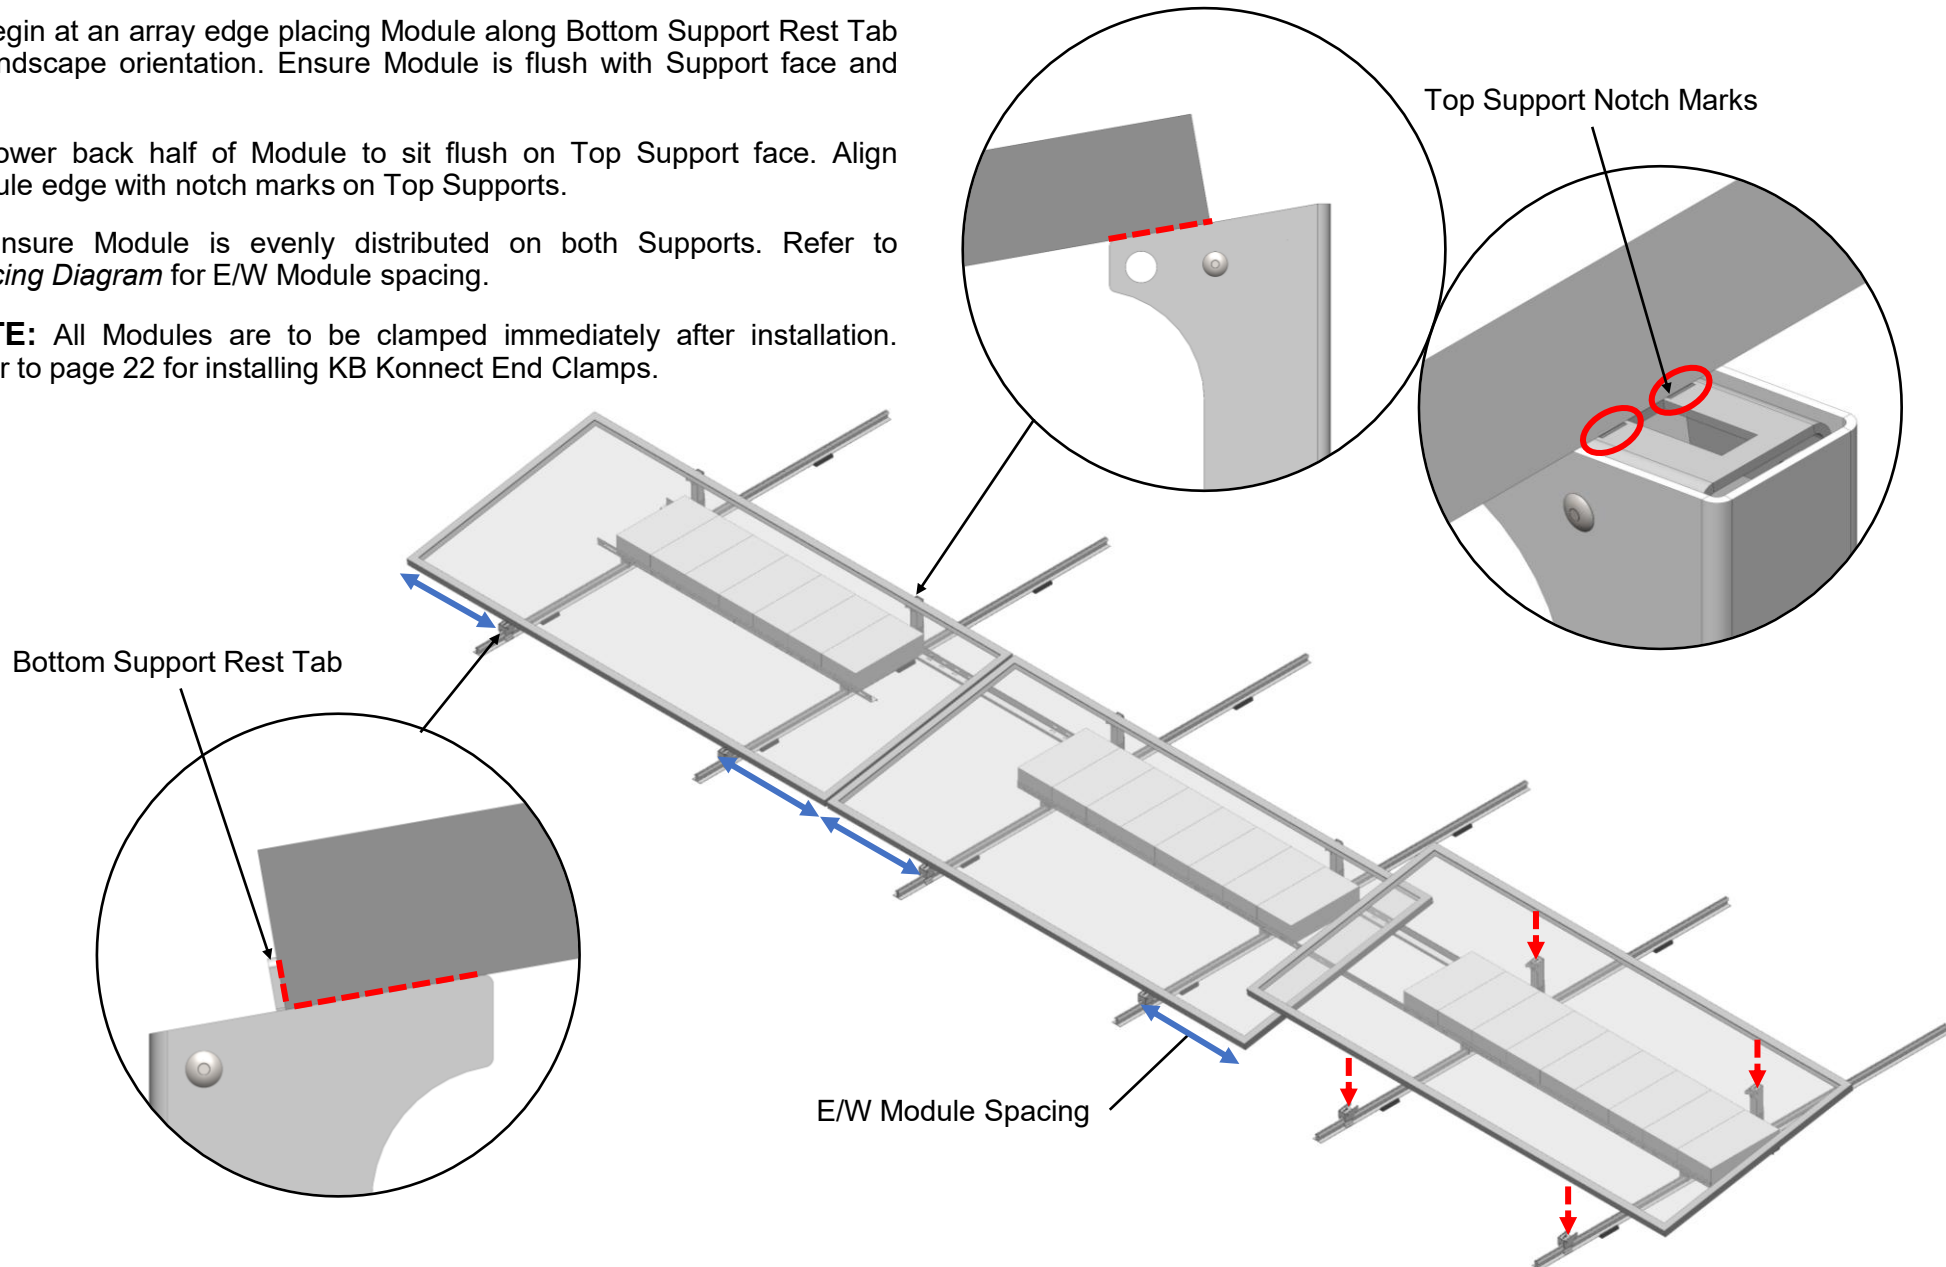 egin at an array edge placing Module along Bottom Support Rest Tab
ndscape orientation. Ensure Module is flush with Support face and
ower back half of Module to sit flush on Top Support face. Align
ule edge with notch marks on Top Supports.
nsure Module is evenly distributed on both Supports. Refer to
cing Diagram for E/W Module spacing.
TE: All Modules are to be clamped immediately after installation.
r to page 22 for installing KB Konnect End Clamps.
Top Support Notch Marks
Bottom Support Rest Tab
E/W Module Spacing